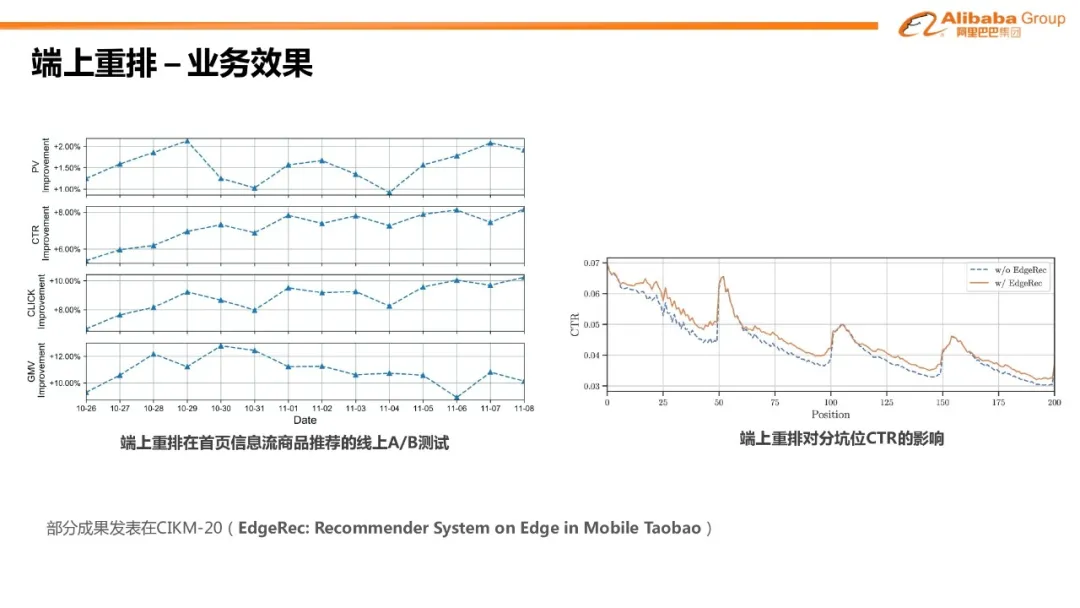 Alibaba Group
阿里巴巴集团
端上重排 – 业务效果
PV
Improvement
+2.00%
+1.50%
+1.00%
CTR
Improvement
+8.00%
+6.00%
CLICK
Improvement
+10.00%
+8.00%
GMV
Improvement
+12.00%
+10.00%
10-26 10-27 10-28 10-29 10-30 10-31 11-01 11-02 11-03 11-04 11-05 11-06 11-07 11-08
Date
端上重排在首页信息流商品推荐的线上A/B测试
CTR
0.07
0.06
0.05
0.04
0.03
w/o EdgeRec
w/ EdgeRec
0 25 50 75 100 125 150 175 200
Position
端上重排对分坑位CTR的影响
部分成果发表在CIKM-20（EdgeRec: Recommender System on Edge in Mobile Taobao）